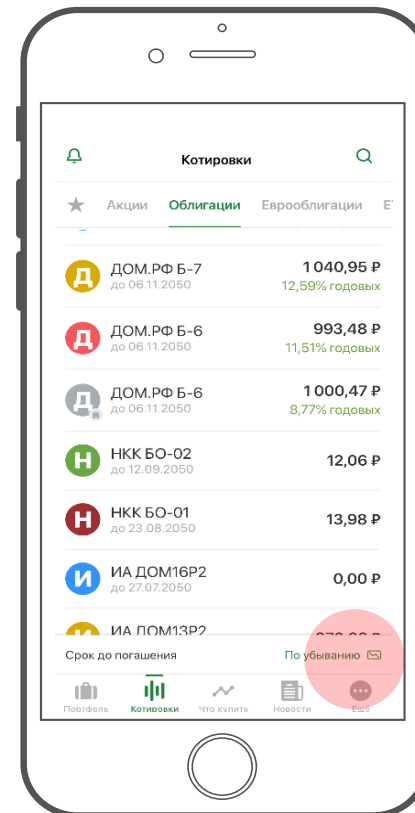 Котировки
Акции Облигации Еврооблигации
Д ДОМ.РФ Б-7 1 040,95 ₽
до 06.11.2050 12,59% годовых
Д ДОМ.РФ Б-6 993,48 ₽
до 06.11.2050 11,51% годовых
Д ДОМ.РФ Б-6 1 000,47 ₽
до 06.11.2050 8,77% годовых
Н НКК БО-02 12,06 ₽
до 12.09.2050
Н НКК БО-01 13,98 ₽
до 23.08.2050
И ИА ДОМ16Р2 0,00 ₽
до 27.07.2050
ИА ДОМ13Р2
Срок до погашения По убыванию
Портфель Котировки Что купить Новости Ещё